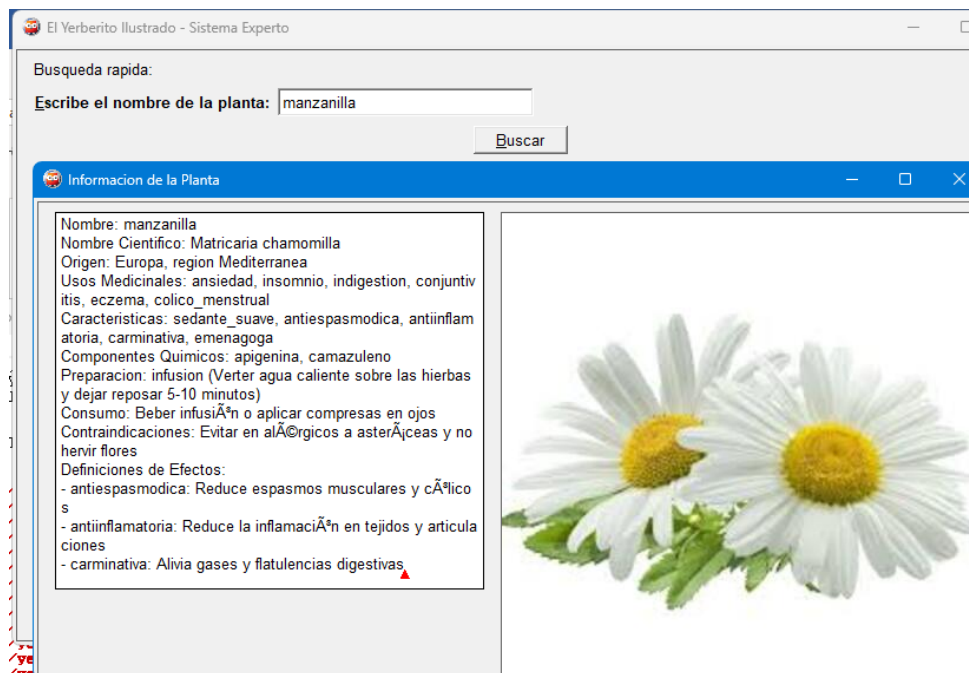 El Yerberito Ilustrado - Sistema Experto
Busqueda rapida:
Escribe el nombre de la planta: manzanilla
Buscar
Informacion de la Planta
Nombre: manzanilla
Nombre Cientifico: Matricaria chamomilla
Origen: Europa, region Mediterranea
Usos Medicinales: ansiedad, insomnio, indigestion, conjuntiv
itis, eczema, colico_menstrual
Caracteristicas: sedante_suave, antiespasmodica, antiinflam
atoria, carminativa, emenagoga
Componentes Quimicos: apigenina, camazuleno
Preparacion: infusion (Verter agua caliente sobre las hierbas
y dejar reposar 5-10 minutos)
Consumo: Beber infusiÃªn o aplicar compresas en ojos
Contraindicaciones: Evitar en alÃ©rgicos a asterÃ¡ceas y no
hervir flores
Definiciones de Efectos:
- antiespasmodica: Reduce espasmos musculares y cÃªlico
s
- antiinflamatoria: Reduce la inflamaciÃªn en tejidos y articula
ciones
- carminativa: Alivia gases y flatulencias digestivas